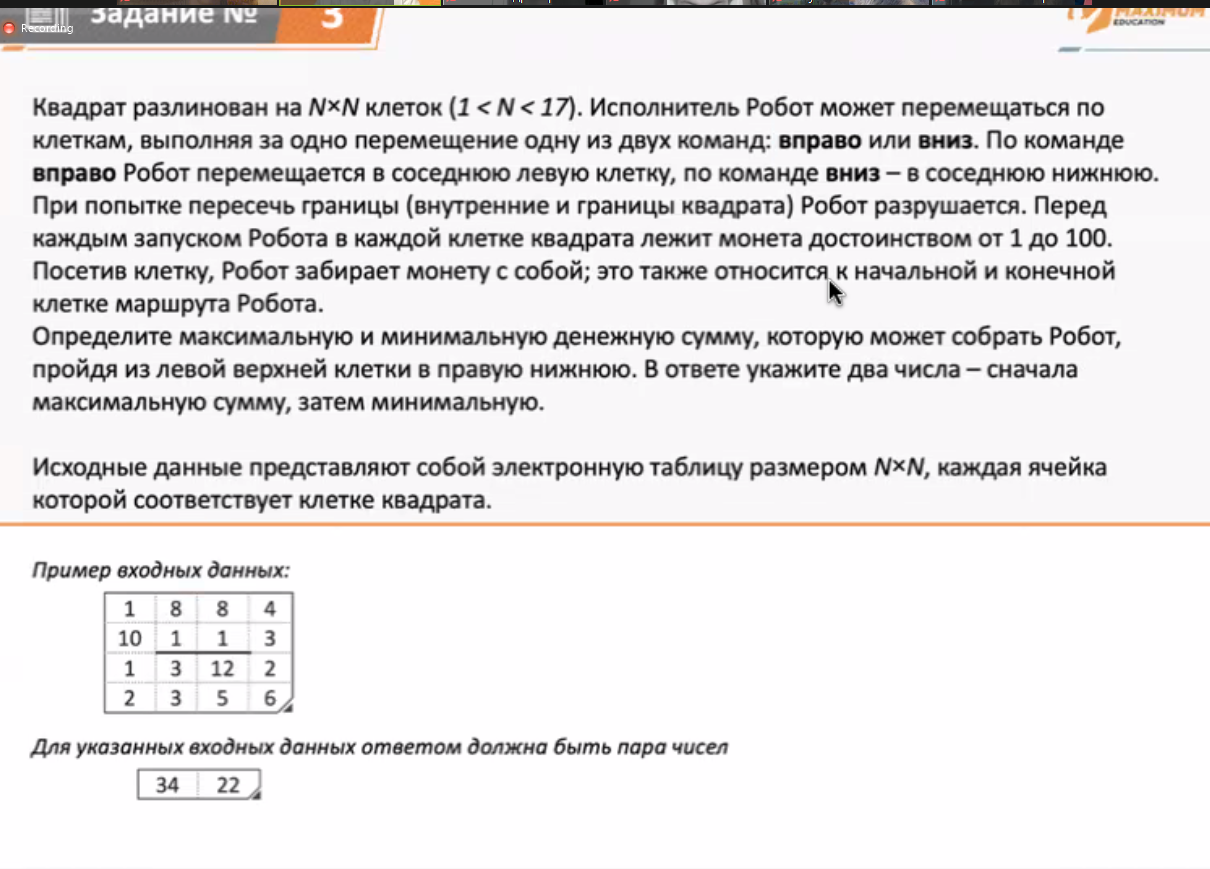 Задание № 3
Recording
MAXIMUM
EDUCATION
Квадрат разлинован на N×N клеток (1 < N < 17). Исполнитель Робот может перемещаться по
клеткам, выполняя за одно перемещение одну из двух команд: вправо или вниз. По команде
вправо Робот перемещается в соседнюю левую клетку, по команде вниз – в соседнюю нижнюю.
При попытке пересечь границы (внутренние и границы квадрата) Робот разрушается. Перед
каждым запуском Робота в каждой клетке квадрата лежит монета достоинством от 1 до 100.
Посетив клетку, Робот забирает монету с собой; это также относится к начальной и конечной
клетке маршрута Робота.
Определите максимальную и минимальную денежную сумму, которую может собрать Робот,
пройдя из левой верхней клетки в правую нижнюю. В ответе укажите два числа – сначала
максимальную сумму, затем минимальную.
Исходные данные представляют собой электронную таблицу размером N×N, каждая ячейка
которой соответствует клетке квадрата.
Пример входных данных:
1 8 8 4
10 1 1 3
1 3 12 2
2 3 5 6
Для указанных входных данных ответом должна быть пара чисел
34 22